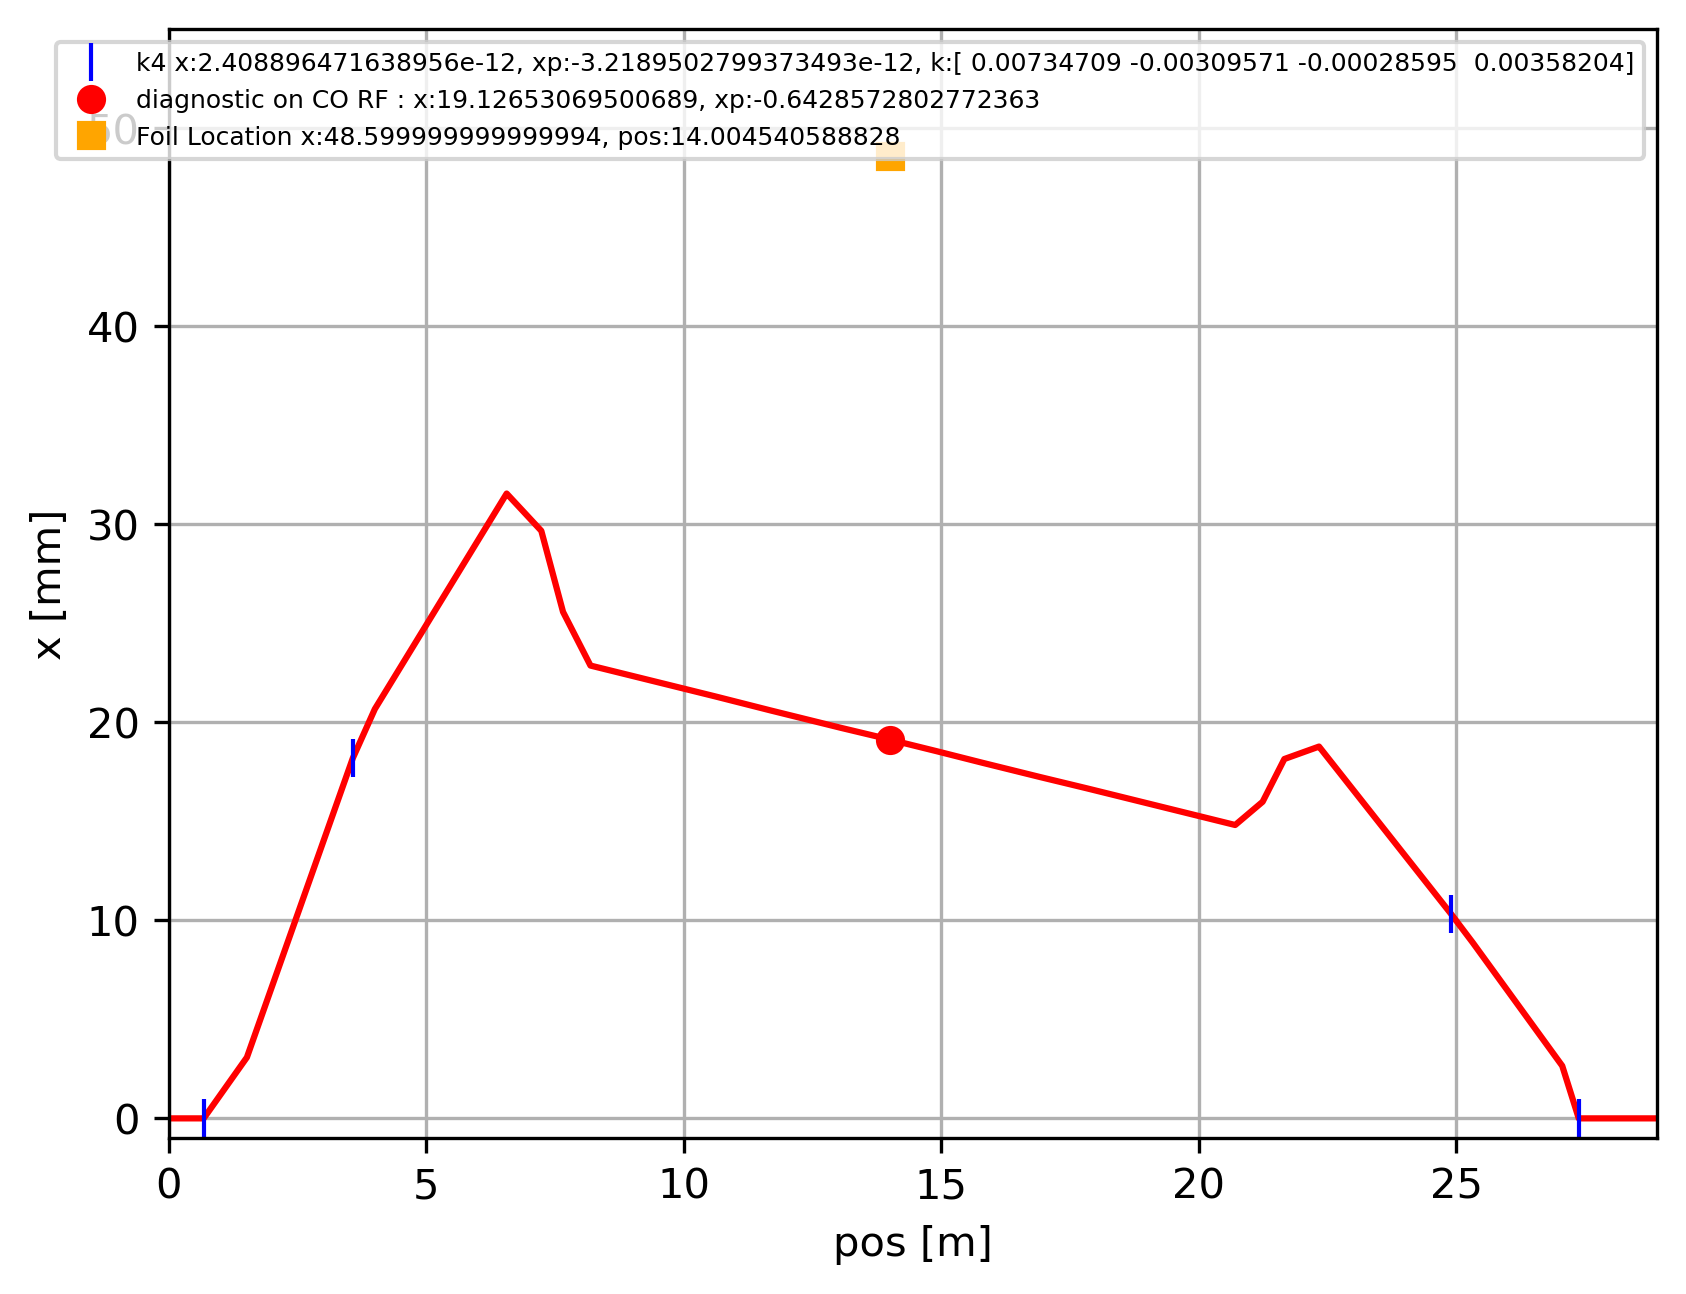 k4 x:2.408896471638956e-12, xp:-3.2189502799373493e-12, k:[ 0.00734709 -0.00309571 -0.00028595  0.00358204]
diagnostic on CO RF : x:19.12653069500689, xp:-0.6428572802772363
Foil Location x:48.599999999999994, pos:14.004540588828
50
40
30
20
10
0
x [mm]
0 5 10 15 20 25
pos [m]